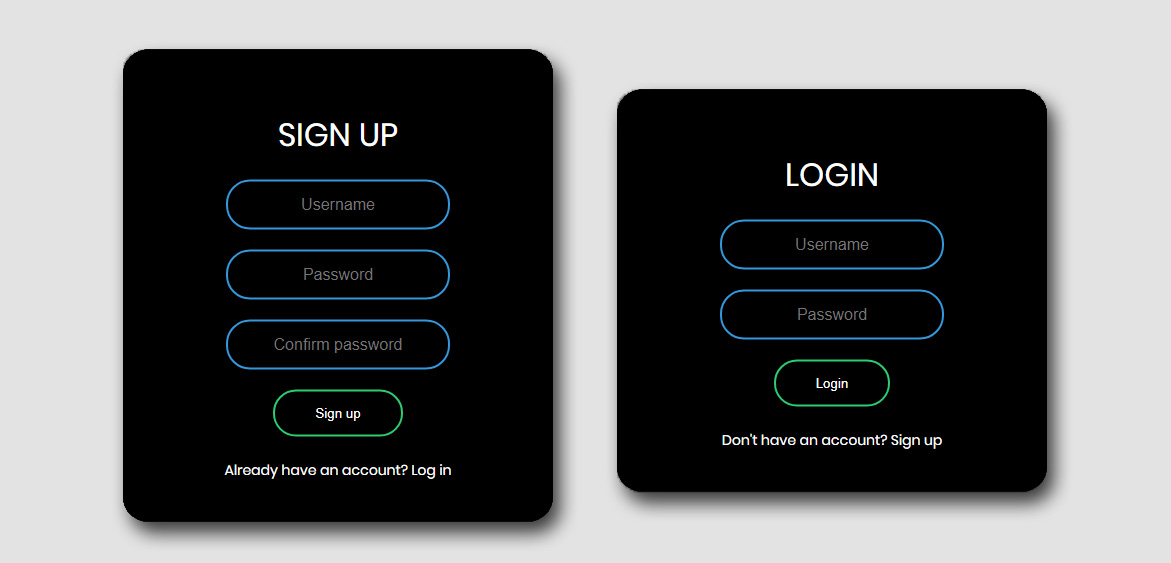 SIGN UP
Username
Password
Confirm password
Sign up
Already have an account? Log in
LOGIN
Username
Password
Login
Don't have an account? Sign up